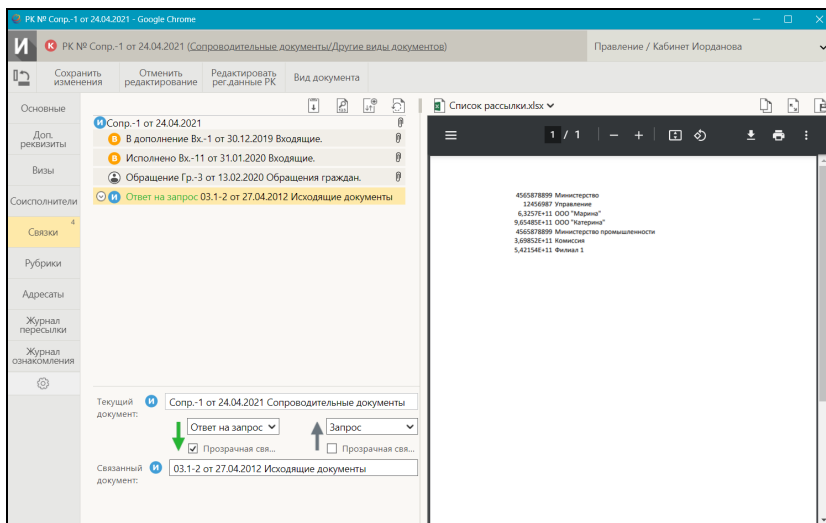 РК № Сопр.-1 от 24.04.2021 - Google Chrome
И К РК № Сопр.-1 от 24.04.2021 (Сопроводительные документы/Другие виды документов) Правление / Кабинет Иорданова
Сохранить изменения
Отменить редактирование
Редактировать рег.данные РК
Вид документа
Основные
Доп. реквизиты
Визы
Соисполнители
Связки 4
Рубрики
Адресаты
Журнал пересылки
Журнал ознакомления
И Сопр.-1 от 24.04.2021
В В дополнение Вх.-1 от 30.12.2019 Входящие.
В Исполнено Вх.-11 от 31.01.2020 Входящие.
Обращение Гр.-3 от 13.02.2020 Обращения граждан.
И Ответ на запрос 03.1-2 от 27.04.2012 Исходящие документы
Текущий документ: И Сопр.-1 от 24.04.2021 Сопроводительные документы
Ответ на запрос Запрос
Прозрачная свя... Прозрачная свя...
Связанный документ: И 03.1-2 от 27.04.2012 Исходящие документы
Список рассылки.xlsx
1 / 1
4565878899 Министерство
12456987 Управление
6,3257E+11 ООО "Марина"
9,65485E+11 ООО "Катерина"
4565878899 Министерство промышленности
3,69852E+11 Комиссия
5,42154E+11 Филиал 1